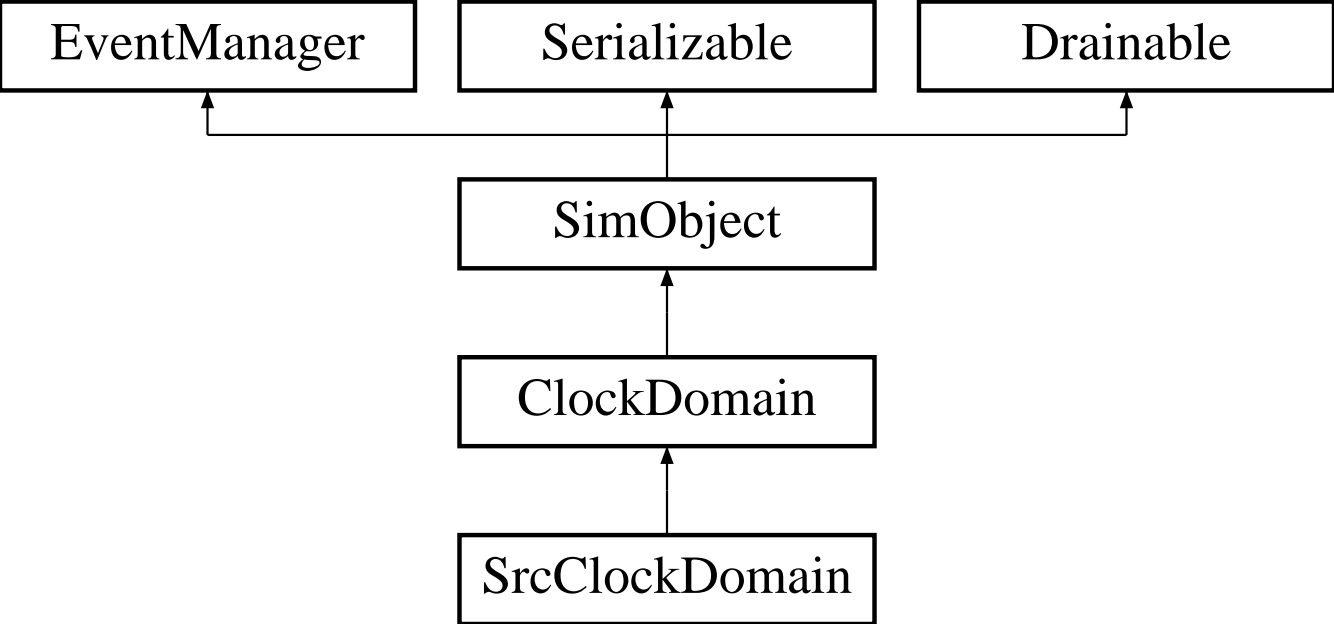 EventManager
Serializable
Drainable
SimObject
ClockDomain
SrcClockDomain